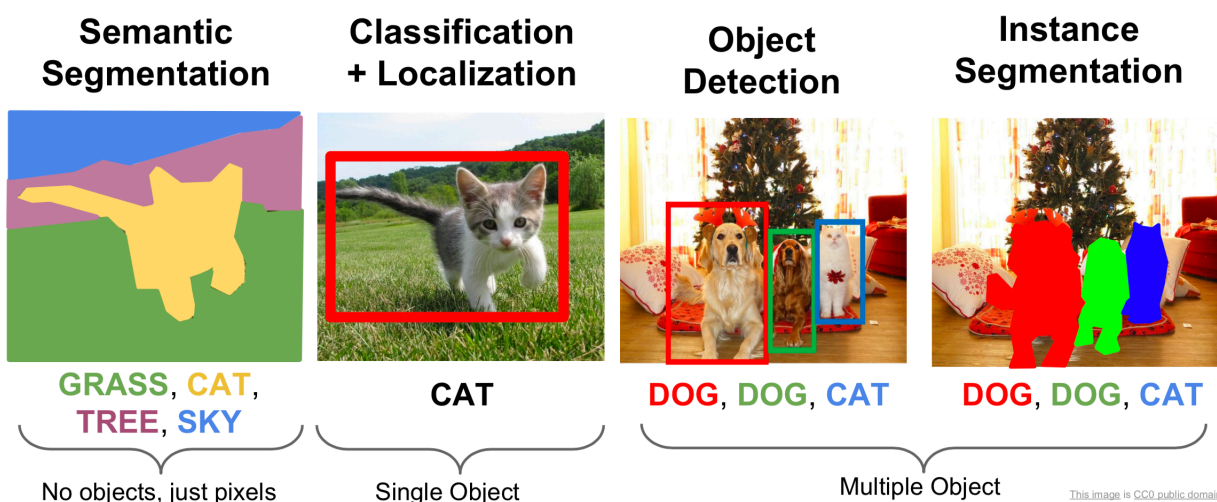 Semantic
Segmentation
Classification
+ Localization
Object
Detection
Instance
Segmentation
GRASS, CAT,
TREE, SKY
CAT
DOG, DOG, CAT
DOG, DOG, CAT
No objects, just pixels
Single Object
Multiple Object
This image is CC0 public domai